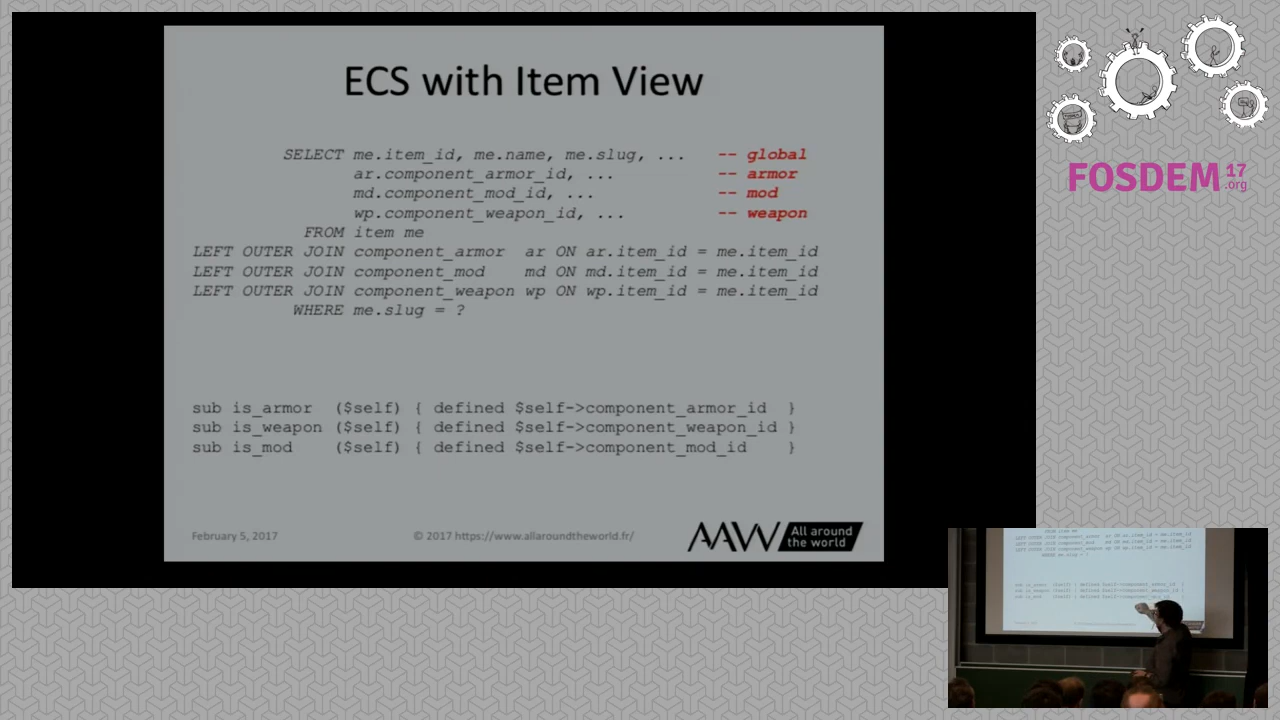 ECS with Item View
SELECT me.item_id, me.name, me.slug, ... -- global
ar.component_armor_id, ... -- armor
md.component_mod_id, ... -- mod
wp.component_weapon_id, ... -- weapon
FROM item me
LEFT OUTER JOIN component_armor ar ON ar.item_id = me.item_id
LEFT OUTER JOIN component_mod md ON md.item_id = me.item_id
LEFT OUTER JOIN component_weapon wp ON wp.item_id = me.item_id
WHERE me.slug = ?
sub is_armor ($self) { defined $self->component_armor_id }
sub is_weapon ($self) { defined $self->component_weapon_id }
sub is_mod ($self) { defined $self->component_mod_id }
February 5, 2017
© 2017 https://www.allaroundtheworld.fr/
AAW All around
the world
FOSDEM 17
.org